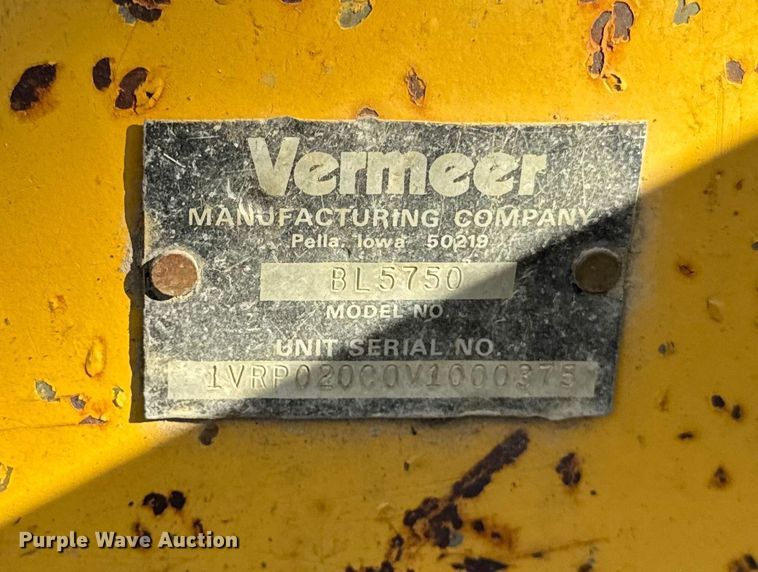 Vermeer
MANUFACTURING COMPANY
Pella, Iowa 50219
BL5750
MODEL NO.
UNIT SERIAL NO.
1VRP020C0V1000375
Purple Wave Auction